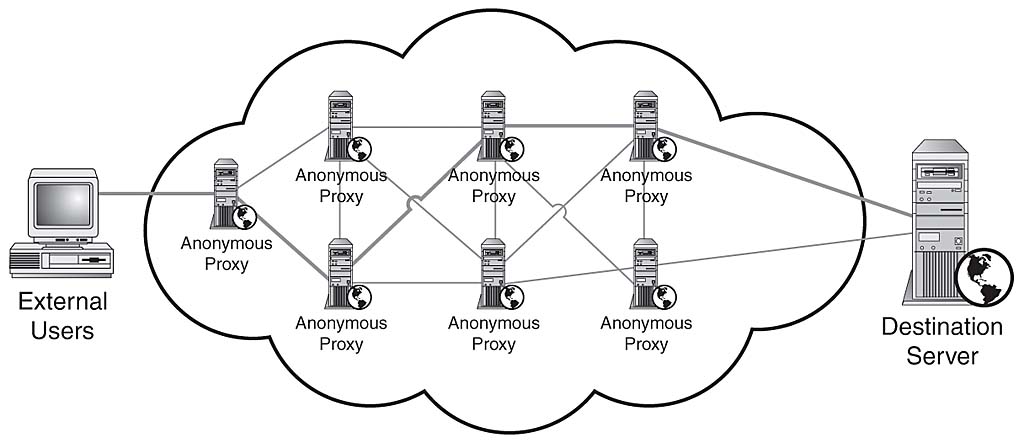 Anonymous
Proxy
Anonymous
Proxy
Anonymous
Proxy
Anonymous
Proxy
External
Users
Anonymous
Proxy
Anonymous
Proxy
Anonymous
Proxy
Destination
Server